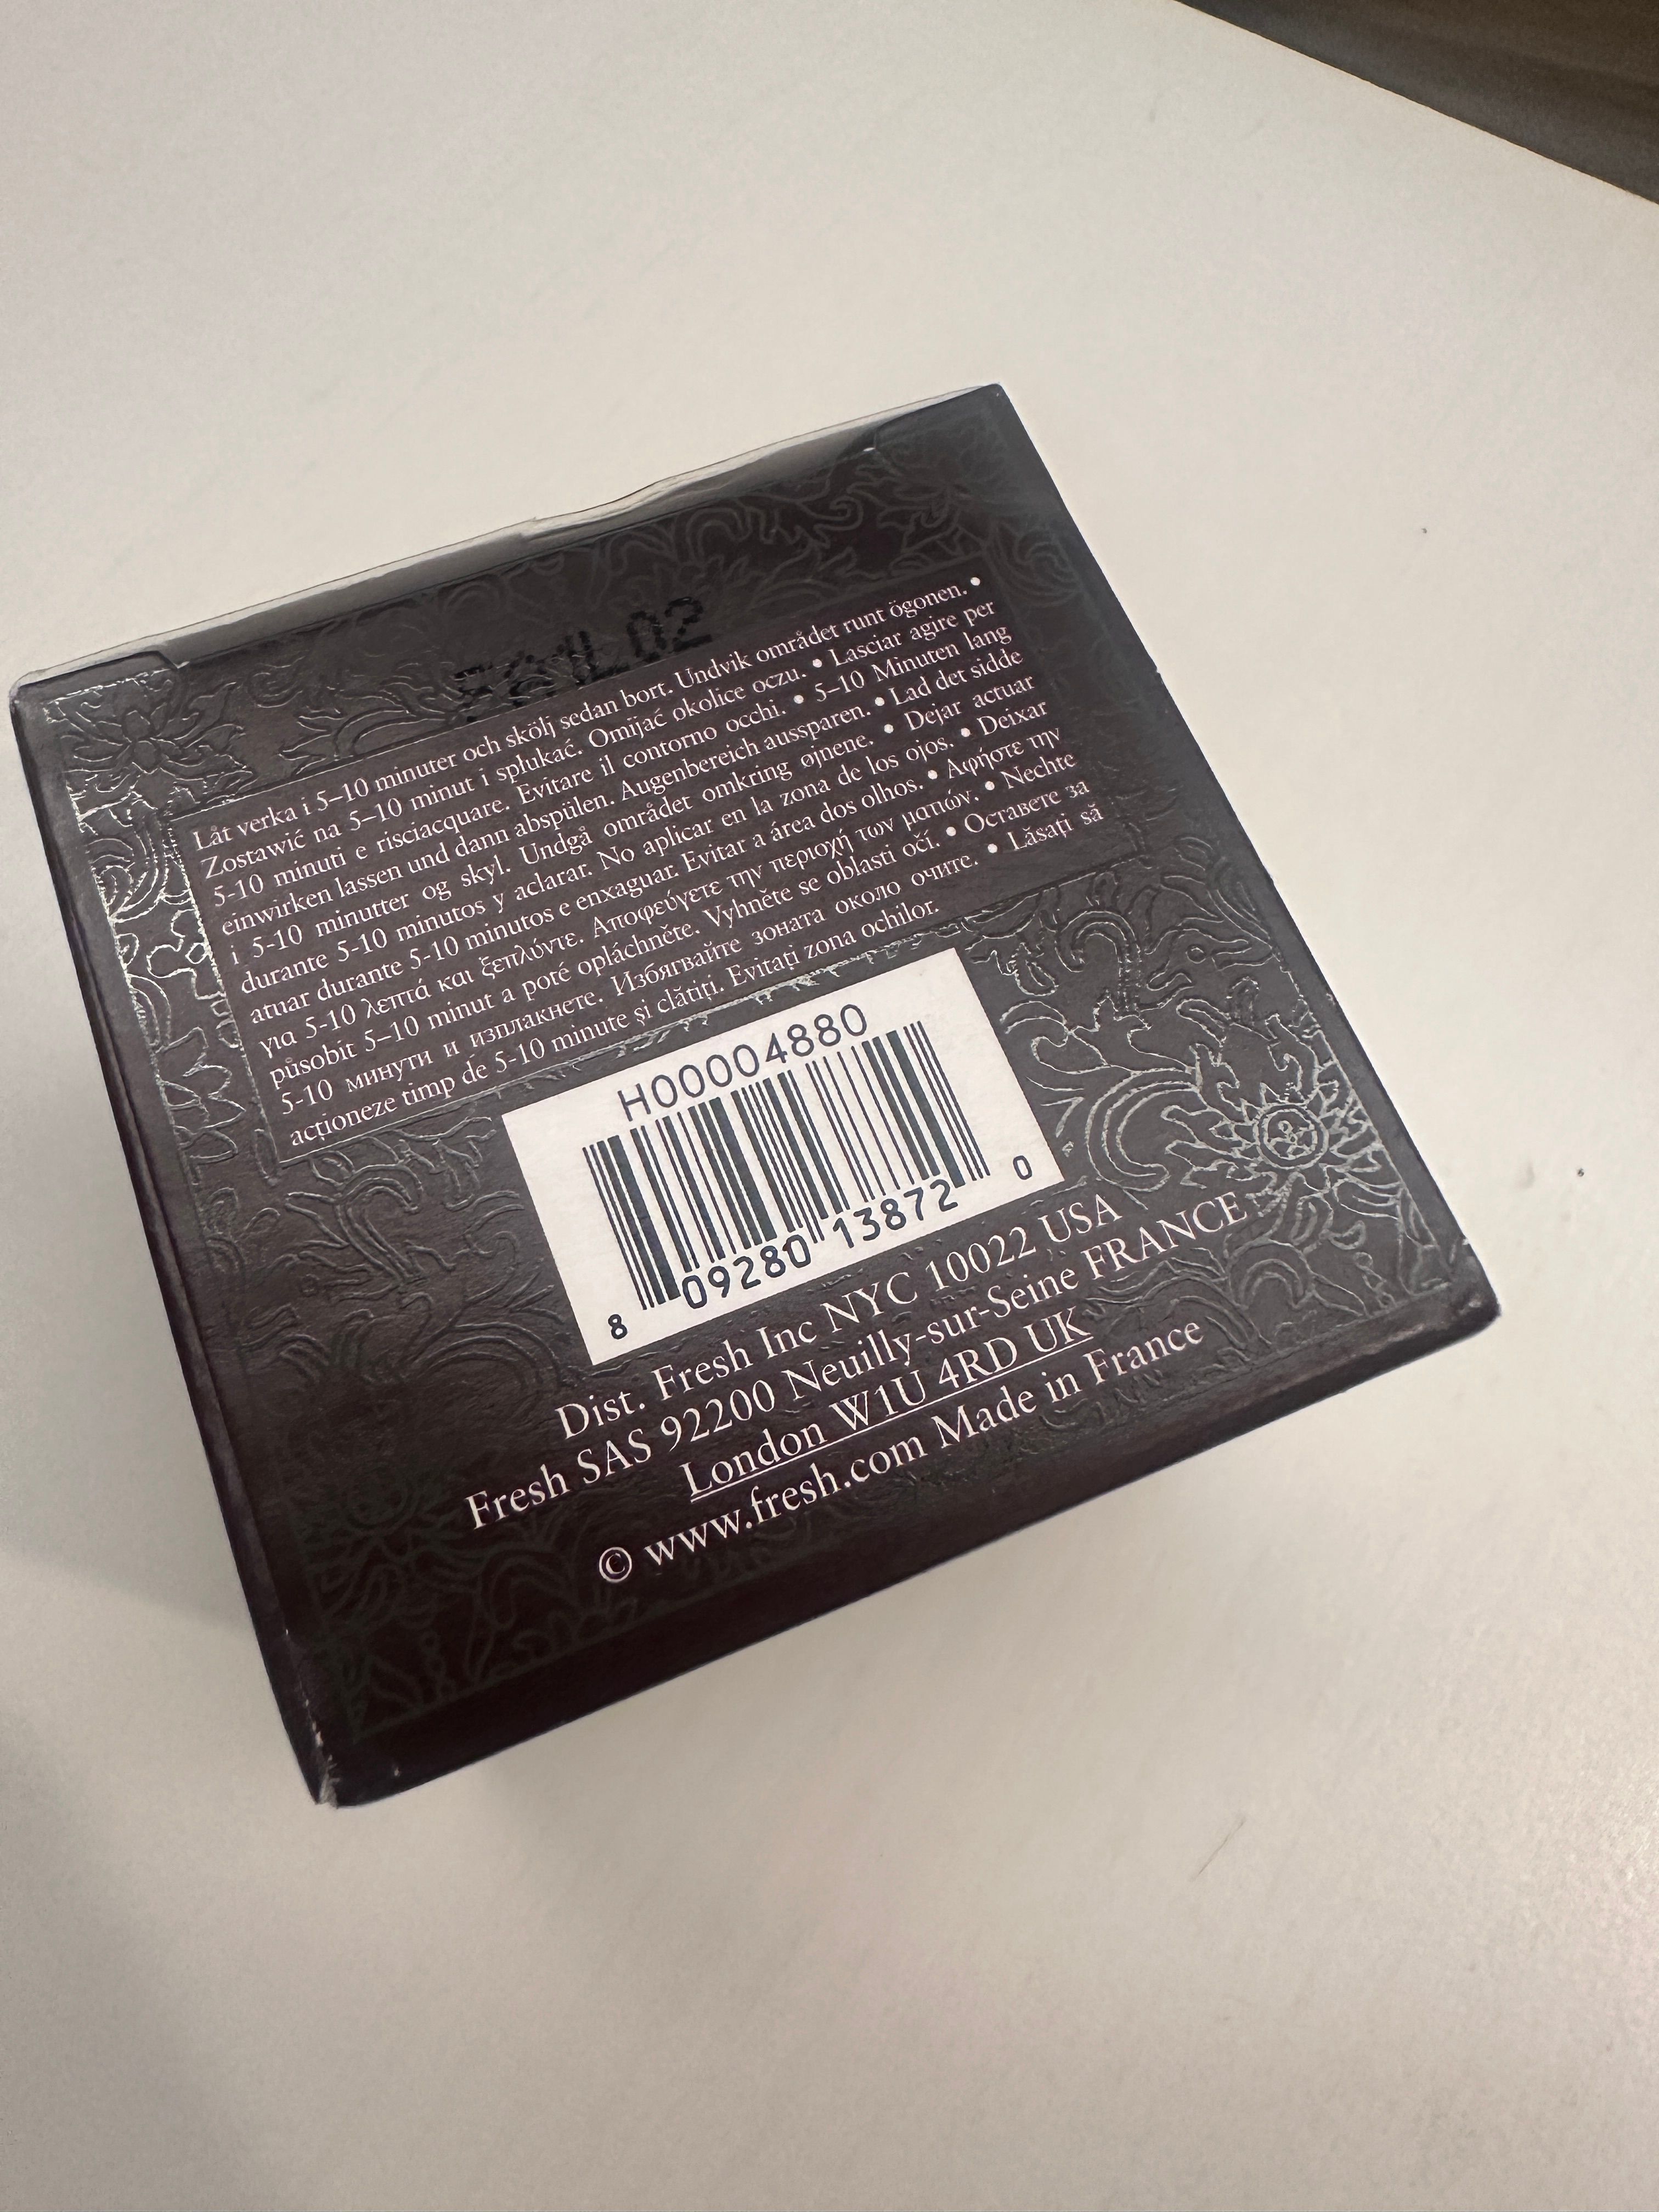 Låt verka i 5–10 minuter och skölj sedan bort. Undvik området runt ögonen. •
Zostawić na 5–10 minut i spłukać. Omijać okolice oczu. • Lasciar agire per
5-10 minuti e risciacquare. Evitare il contorno occhi. • 5–10 Minuten lang
einwirken lassen und dann abspülen. Augenbereich aussparen. • Lad det sidde
i 5-10 minutter og skyl. Undgå området omkring øjnene. • Dejar actuar
durante 5-10 minutos y aclarar. No aplicar en la zona de los ojos. • Deixar
atuar durante 5-10 minutos e enxaguar. Evitar a área dos olhos. • Αφήστε την
για 5-10 λεπτά και ξεπλύντε. Αποφεύγετε την περιοχή των ματιών. • Nechte
působit 5–10 minut a poté opláchněte. Vyhněte se oblasti očí. • Оставете за
5-10 минути и изплакнете. Избягвайте зоната около очите. • Lăsați să
acționeze timp de 5-10 minute și clătiți. Evitați zona ochilor.
H00004880
8 09280 13872 0
Dist. Fresh Inc NYC 10022 USA
Fresh SAS 92200 Neuilly-sur-Seine FRANCE
London W1U 4RD UK
© www.fresh.com Made in France